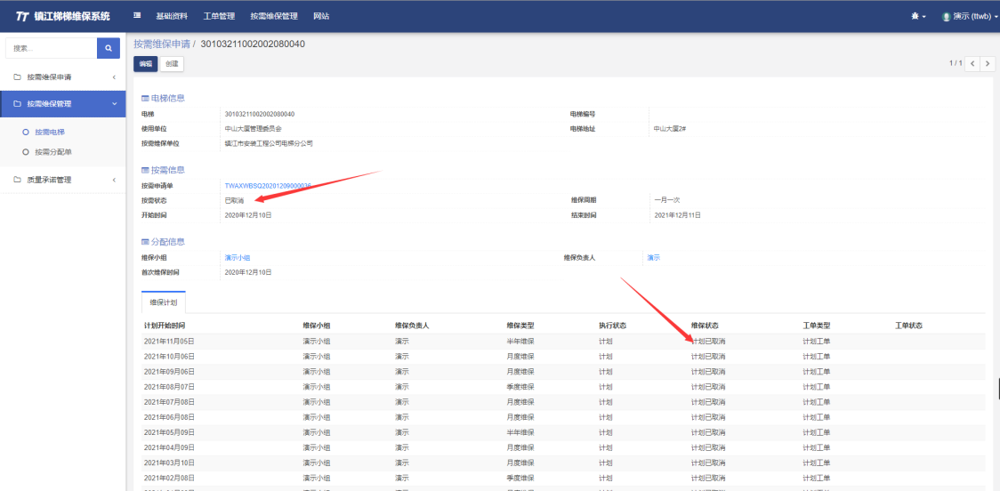 TT 镇江梯梯维保系统 基础资料 工单管理 按需维保管理 网站 演示 (ttwb)
搜索...
按需维保申请 / 30103211002002080040
编辑 创建 1 / 1
按需维保申请
按需维保管理
按需电梯
按需分配单
质量承诺管理
电梯信息
电梯 30103211002002080040 电梯编号
使用单位 中山大厦管理委员会 电梯地址 中山大厦2#
按需维保单位 镇江市安装工程公司电梯分公司
按需信息
按需申请单 TWAXWBSQ20201209000036
按需状态 已取消 维保周期 一月一次
开始时间 2020年12月10日 结束时间 2021年12月11日
分配信息
维保小组 演示小组 维保负责人 演示
首次维保时间 2020年12月10日
维保计划
计划开始时间 维保小组 维保负责人 维保类型 执行状态 维保状态 工单类型 工单状态
2021年11月05日 演示小组 演示 半年维保 计划 计划已取消 计划工单
2021年10月06日 演示小组 演示 月度维保 计划 计划已取消 计划工单
2021年09月06日 演示小组 演示 月度维保 计划 计划已取消 计划工单
2021年08月07日 演示小组 演示 季度维保 计划 计划已取消 计划工单
2021年07月08日 演示小组 演示 月度维保 计划 计划已取消 计划工单
2021年06月08日 演示小组 演示 月度维保 计划 计划已取消 计划工单
2021年05月09日 演示小组 演示 半年维保 计划 计划已取消 计划工单
2021年04月09日 演示小组 演示 月度维保 计划 计划已取消 计划工单
2021年03月10日 演示小组 演示 月度维保 计划 计划已取消 计划工单
2021年02月08日 演示小组 演示 季度维保 计划 计划已取消 计划工单